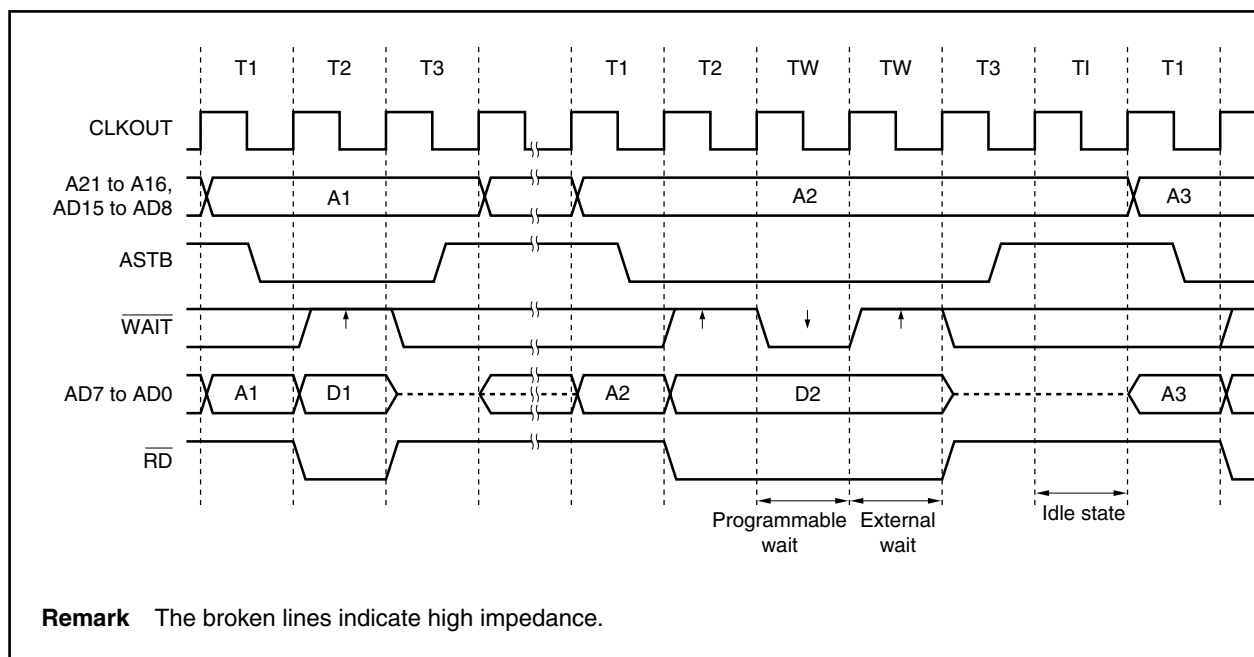 T1 T2 T3 T1 T2 TW TW T3 TI T1
CLKOUT
A21 to A16,
AD15 to AD8
A1 A2 A3
ASTB
WAIT
AD7 to AD0 A1 D1 A2 D2 A3
RD
Programmable
wait
External
wait
Idle state
Remark The broken lines indicate high impedance.